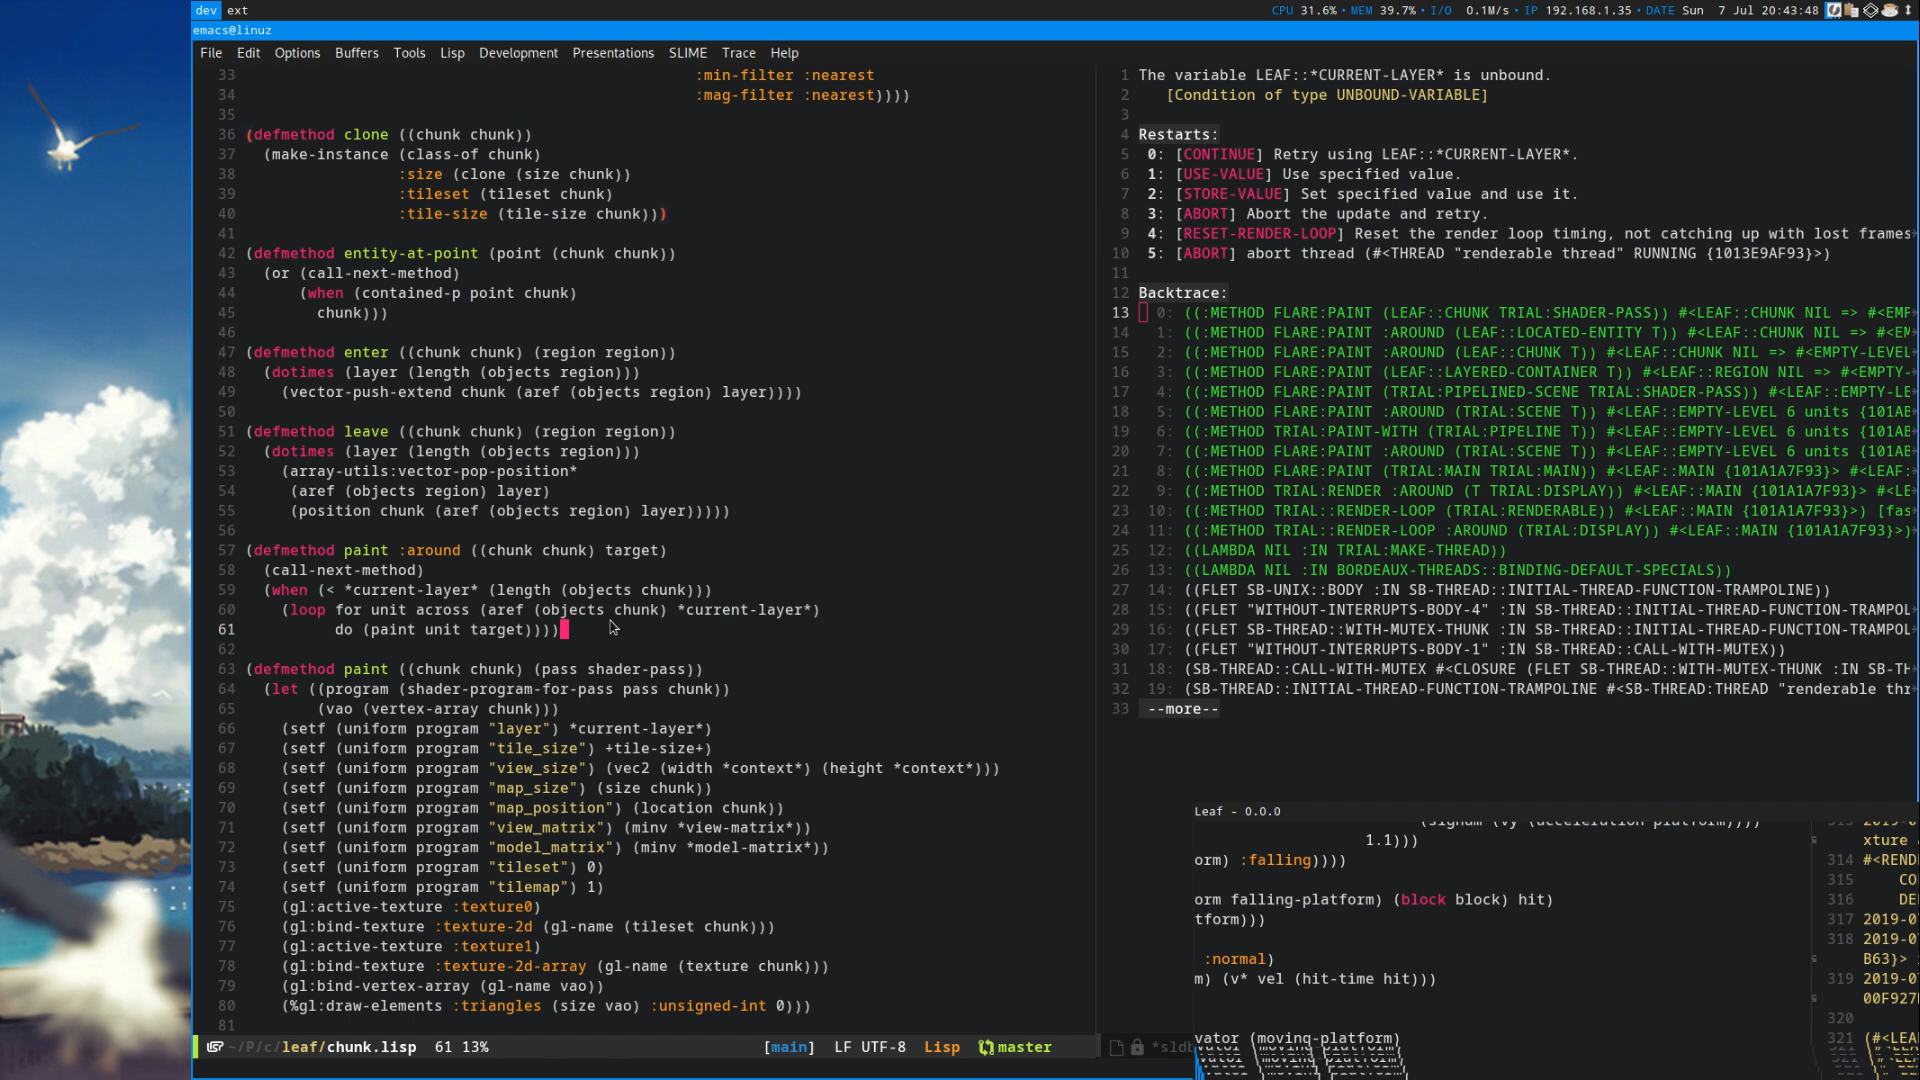 dev ext
CPU 31.6% • MEM 39.7% • I/O 0.1M/s • IP 192.168.1.35 • DATE Sun 7 Jul 20:43:48
emacs@linuz
File Edit Options Buffers Tools Lisp Development Presentations SLIME Trace Help
33 :min-filter :nearest
34 :mag-filter :nearest))))
35
36 (defmethod clone ((chunk chunk))
37 (make-instance (class-of chunk)
38 :size (clone (size chunk))
39 :tileset (tileset chunk)
40 :tile-size (tile-size chunk)))
41
42 (defmethod entity-at-point (point (chunk chunk))
43 (or (call-next-method)
44 (when (contained-p point chunk)
45 chunk)))
46
47 (defmethod enter ((chunk chunk) (region region))
48 (dotimes (layer (length (objects region)))
49 (vector-push-extend chunk (aref (objects region) layer))))
50
51 (defmethod leave ((chunk chunk) (region region))
52 (dotimes (layer (length (objects region)))
53 (array-utils:vector-pop-position*
54 (aref (objects region) layer)
55 (position chunk (aref (objects region) layer)))))
56
57 (defmethod paint :around ((chunk chunk) target)
58 (call-next-method)
59 (when (< *current-layer* (length (objects chunk)))
60 (loop for unit across (aref (objects chunk) *current-layer*)
61 do (paint unit target))))
62
63 (defmethod paint ((chunk chunk) (pass shader-pass))
64 (let ((program (shader-program-for-pass pass chunk))
65 (vao (vertex-array chunk)))
66 (setf (uniform program "layer") *current-layer*)
67 (setf (uniform program "tile_size") +tile-size+)
68 (setf (uniform program "view_size") (vec2 (width *context*) (height *context*)))
69 (setf (uniform program "map_size") (size chunk))
70 (setf (uniform program "map_position") (location chunk))
71 (setf (uniform program "view_matrix") (minv *view-matrix*))
72 (setf (uniform program "model_matrix") (minv *model-matrix*))
73 (setf (uniform program "tileset") 0)
74 (setf (uniform program "tilemap") 1)
75 (gl:active-texture :texture0)
76 (gl:bind-texture :texture-2d (gl-name (tileset chunk)))
77 (gl:active-texture :texture1)
78 (gl:bind-texture :texture-2d-array (gl-name (texture chunk)))
79 (gl:bind-vertex-array (gl-name vao))
80 (%gl:draw-elements :triangles (size vao) :unsigned-int 0)))
81
~/P/c/leaf/chunk.lisp 61 13% [main] LF UTF-8 Lisp master
1 The variable LEAF::*CURRENT-LAYER* is unbound.
2 [Condition of type UNBOUND-VARIABLE]
3
4 Restarts:
5 0: [CONTINUE] Retry using LEAF::*CURRENT-LAYER*.
6 1: [USE-VALUE] Use specified value.
7 2: [STORE-VALUE] Set specified value and use it.
8 3: [ABORT] Abort the update and retry.
9 4: [RESET-RENDER-LOOP] Reset the render loop timing, not catching up with lost frames
10 5: [ABORT] abort thread (#<THREAD "renderable thread" RUNNING {1013E9AF93}>)
11
12 Backtrace:
13 0: ((:METHOD FLARE:PAINT (LEAF::CHUNK TRIAL:SHADER-PASS)) #<LEAF::CHUNK NIL => #<EMP
14 1: ((:METHOD FLARE:PAINT :AROUND (LEAF::LOCATED-ENTITY T)) #<LEAF::CHUNK NIL => #<EM
15 2: ((:METHOD FLARE:PAINT :AROUND (LEAF::CHUNK T)) #<LEAF::CHUNK NIL => #<EMPTY-LEVEL
16 3: ((:METHOD FLARE:PAINT (LEAF::LAYERED-CONTAINER T)) #<LEAF::REGION NIL => #<EMPTY-
17 4: ((:METHOD FLARE:PAINT (TRIAL:PIPELINED-SCENE TRIAL:SHADER-PASS)) #<LEAF::EMPTY-LE
18 5: ((:METHOD FLARE:PAINT :AROUND (TRIAL:SCENE T)) #<LEAF::EMPTY-LEVEL 6 units {101AB
19 6: ((:METHOD TRIAL:PAINT-WITH (TRIAL:PIPELINE T)) #<LEAF::EMPTY-LEVEL 6 units {101A
20 7: ((:METHOD FLARE:PAINT :AROUND (TRIAL:SCENE T)) #<LEAF::EMPTY-LEVEL 6 units {101AB
21 8: ((:METHOD FLARE:PAINT (TRIAL:MAIN TRIAL:MAIN)) #<LEAF::MAIN {101A1A7F93}> #<LEAF:
22 9: ((:METHOD TRIAL:RENDER :AROUND (T TRIAL:DISPLAY)) #<LEAF::MAIN {101A1A7F93}> #<LE
23 10: ((:METHOD TRIAL::RENDER-LOOP (TRIAL:RENDERABLE)) #<LEAF::MAIN {101A1A7F93}>) [fas
24 11: ((:METHOD TRIAL::RENDER-LOOP :AROUND (TRIAL:DISPLAY)) #<LEAF::MAIN {101A1A7F93}>)
25 12: ((LAMBDA NIL :IN TRIAL:MAKE-THREAD))
26 13: ((LAMBDA NIL :IN BORDEAUX-THREADS::BINDING-DEFAULT-SPECIALS))
27 14: ((FLET SB-UNIX::BODY :IN SB-THREAD::INITIAL-THREAD-FUNCTION-TRAMPOLINE))
28 15: ((FLET "WITHOUT-INTERRUPTS-BODY-4" :IN SB-THREAD::INITIAL-THREAD-FUNCTION-TRAMPOL
29 16: ((FLET SB-THREAD::WITH-MUTEX-THUNK :IN SB-THREAD::INITIAL-THREAD-FUNCTION-TRAMPOL
30 17: ((FLET "WITHOUT-INTERRUPTS-BODY-1" :IN SB-THREAD::CALL-WITH-MUTEX))
31 18: (SB-THREAD::CALL-WITH-MUTEX #<CLOSURE (FLET SB-THREAD::WITH-MUTEX-THUNK :IN SB-TH
32 19: (SB-THREAD::INITIAL-THREAD-FUNCTION-TRAMPOLINE #<SB-THREAD:THREAD "renderable thr
33 --more--
*sldb
Leaf - 0.0.0
(signum (vy (acceleration platform))))
1.1)))
orm) :falling))))
orm falling-platform) (block block) hit)
tform)))
:normal)
m) (v* vel (hit-time hit)))
vator (moving-platform)
xture
314 #<REND
315 CO
316 DE
317 2019-0
318 2019-0
B63}>
319 2019-0
00F927
320
321 (#<LEA